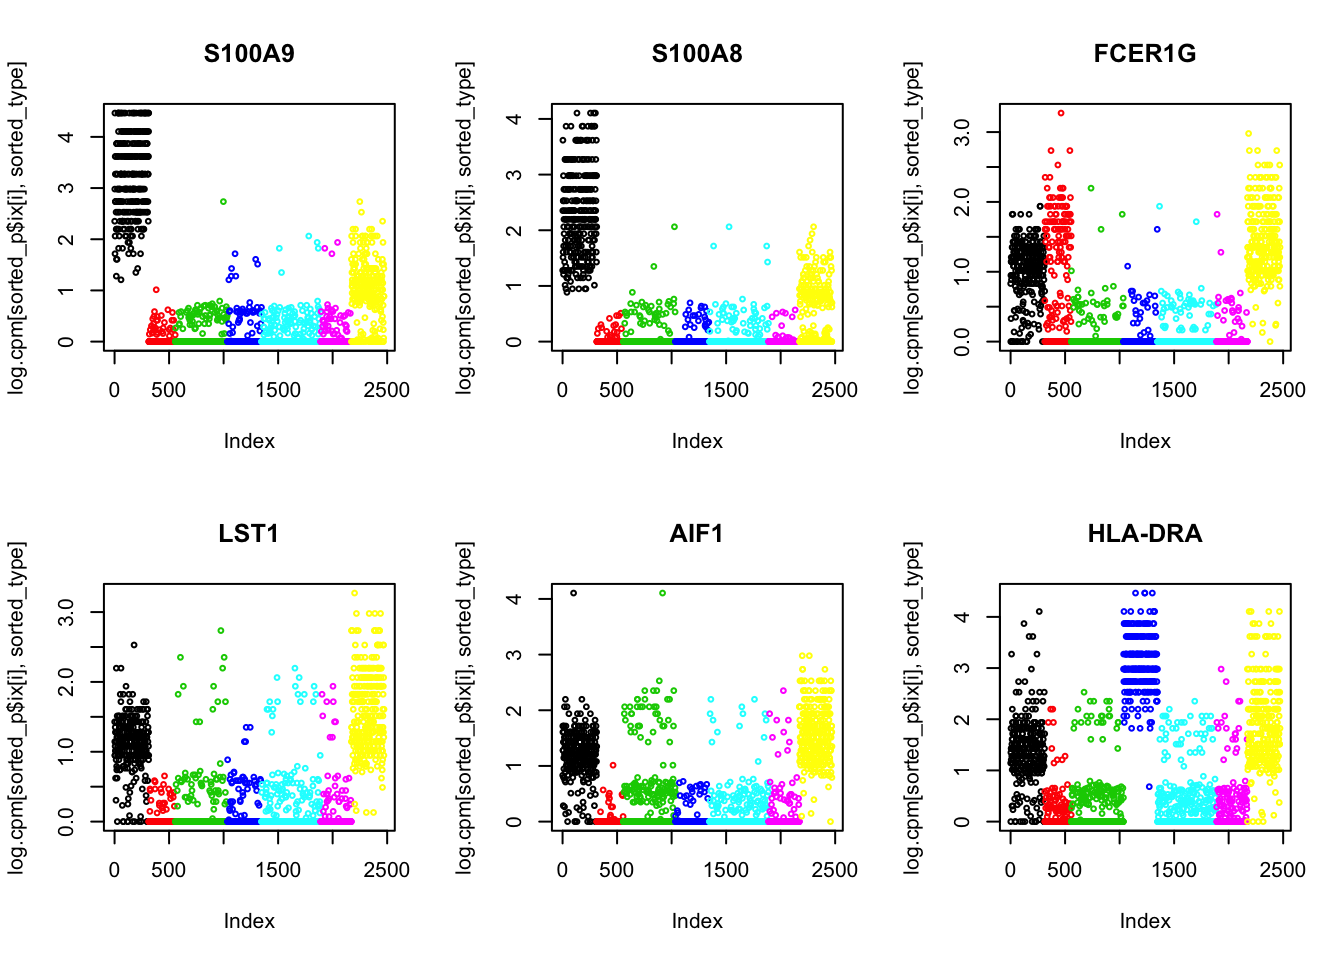 S100A9
log.cpm[sorted_p$ix[i], sorted_type]
0 1 2 3 4
0 500 1500 2500
Index
S100A8
log.cpm[sorted_p$ix[i], sorted_type]
0 1 2 3 4
0 500 1500 2500
Index
FCER1G
log.cpm[sorted_p$ix[i], sorted_type]
0.0 1.0 2.0 3.0
0 500 1500 2500
Index
LST1
log.cpm[sorted_p$ix[i], sorted_type]
0.0 1.0 2.0 3.0
0 500 1500 2500
Index
AIF1
log.cpm[sorted_p$ix[i], sorted_type]
0 1 2 3 4
0 500 1500 2500
Index
HLA-DRA
log.cpm[sorted_p$ix[i], sorted_type]
0 1 2 3 4
0 500 1500 2500
Index